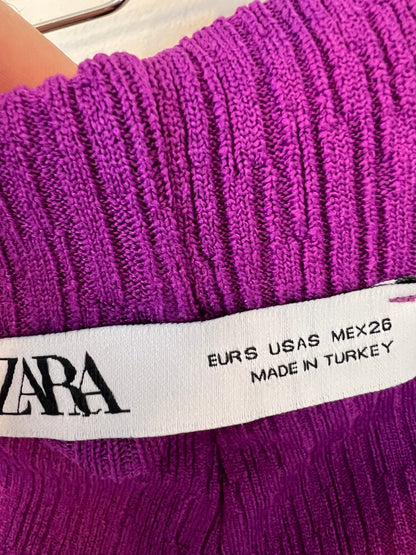 ZARA
EUR S USA S MEX 26
MADE IN TURKEY